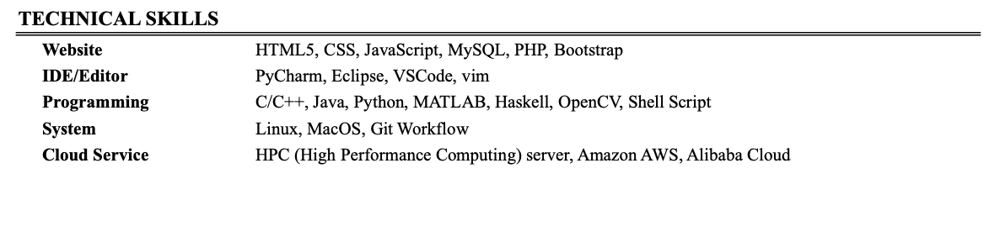 TECHNICAL SKILLS
Website HTML5, CSS, JavaScript, MySQL, PHP, Bootstrap
IDE/Editor PyCharm, Eclipse, VSCode, vim
Programming C/C++, Java, Python, MATLAB, Haskell, OpenCV, Shell Script
System Linux, MacOS, Git Workflow
Cloud Service HPC (High Performance Computing) server, Amazon AWS, Alibaba Cloud